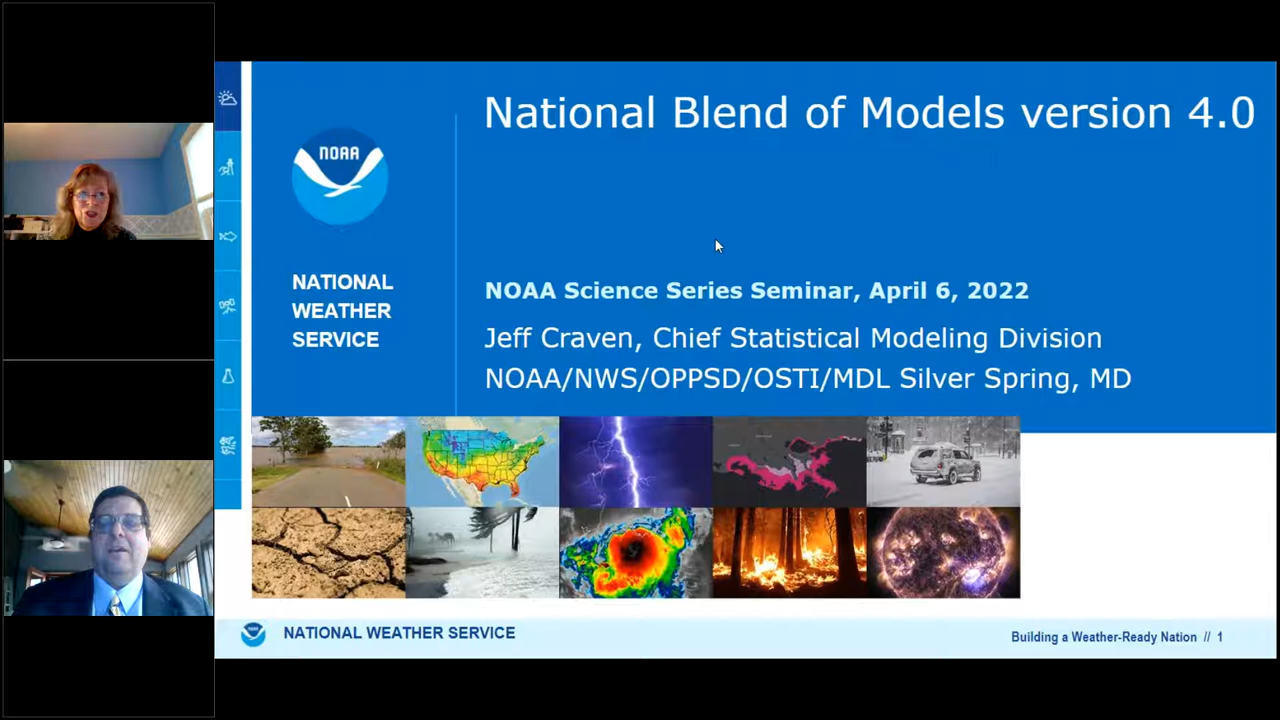 National Blend of Models version 4.0
NOAA
NATIONAL
WEATHER
SERVICE
NOAA Science Series Seminar, April 6, 2022
Jeff Craven, Chief Statistical Modeling Division
NOAA/NWS/OPPSD/OSTI/MDL Silver Spring, MD
NATIONAL WEATHER SERVICE
Building a Weather-Ready Nation // 1